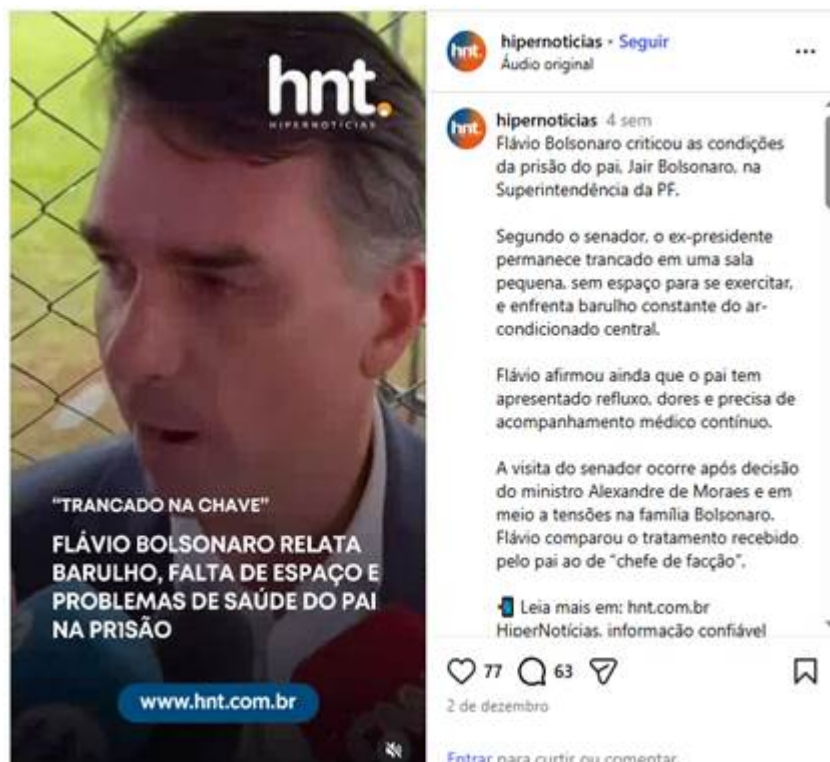 hnt.
HIPERNOTÍCIAS
"TRANCADO NA CHAVE"
FLÁVIO BOLSONARO RELATA
BARULHO, FALTA DE ESPAÇO E
PROBLEMAS DE SAÚDE DO PAI
NA PR1SÃO
www.hnt.com.br
hnt.
hipernoticias • Seguir
Áudio original
hnt.
hipernoticias 4 sem
Flávio Bolsonaro criticou as condições
da prisão do pai, Jair Bolsonaro, na
Superintendência da PF.
Segundo o senador, o ex-presidente
permanece trancado em uma sala
pequena, sem espaço para se exercitar,
e enfrenta barulho constante do ar-
condicionado central.
Flávio afirmou ainda que o pai tem
apresentado refluxo, dores e precisa de
acompanhamento médico contínuo.
A visita do senador ocorre após decisão
do ministro Alexandre de Moraes e em
meio a tensões na família Bolsonaro.
Flávio comparou o tratamento recebido
pelo pai ao de "chefe de facção".
Leia mais em: hnt.com.br
HiperNotícias, informação confiável
77 63
2 de dezembro
Entrar para curtir ou comentar.